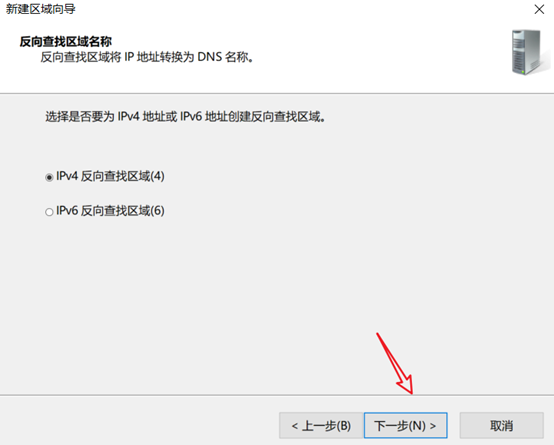 新建区域向导
反向查找区域名称
反向查找区域将 IP 地址转换为 DNS 名称。
选择是否要为 IPv4 地址或 IPv6 地址创建反向查找区域。
IPv4 反向查找区域(4)
IPv6 反向查找区域(6)
< 上一步(B)
下一步(N) >
取消